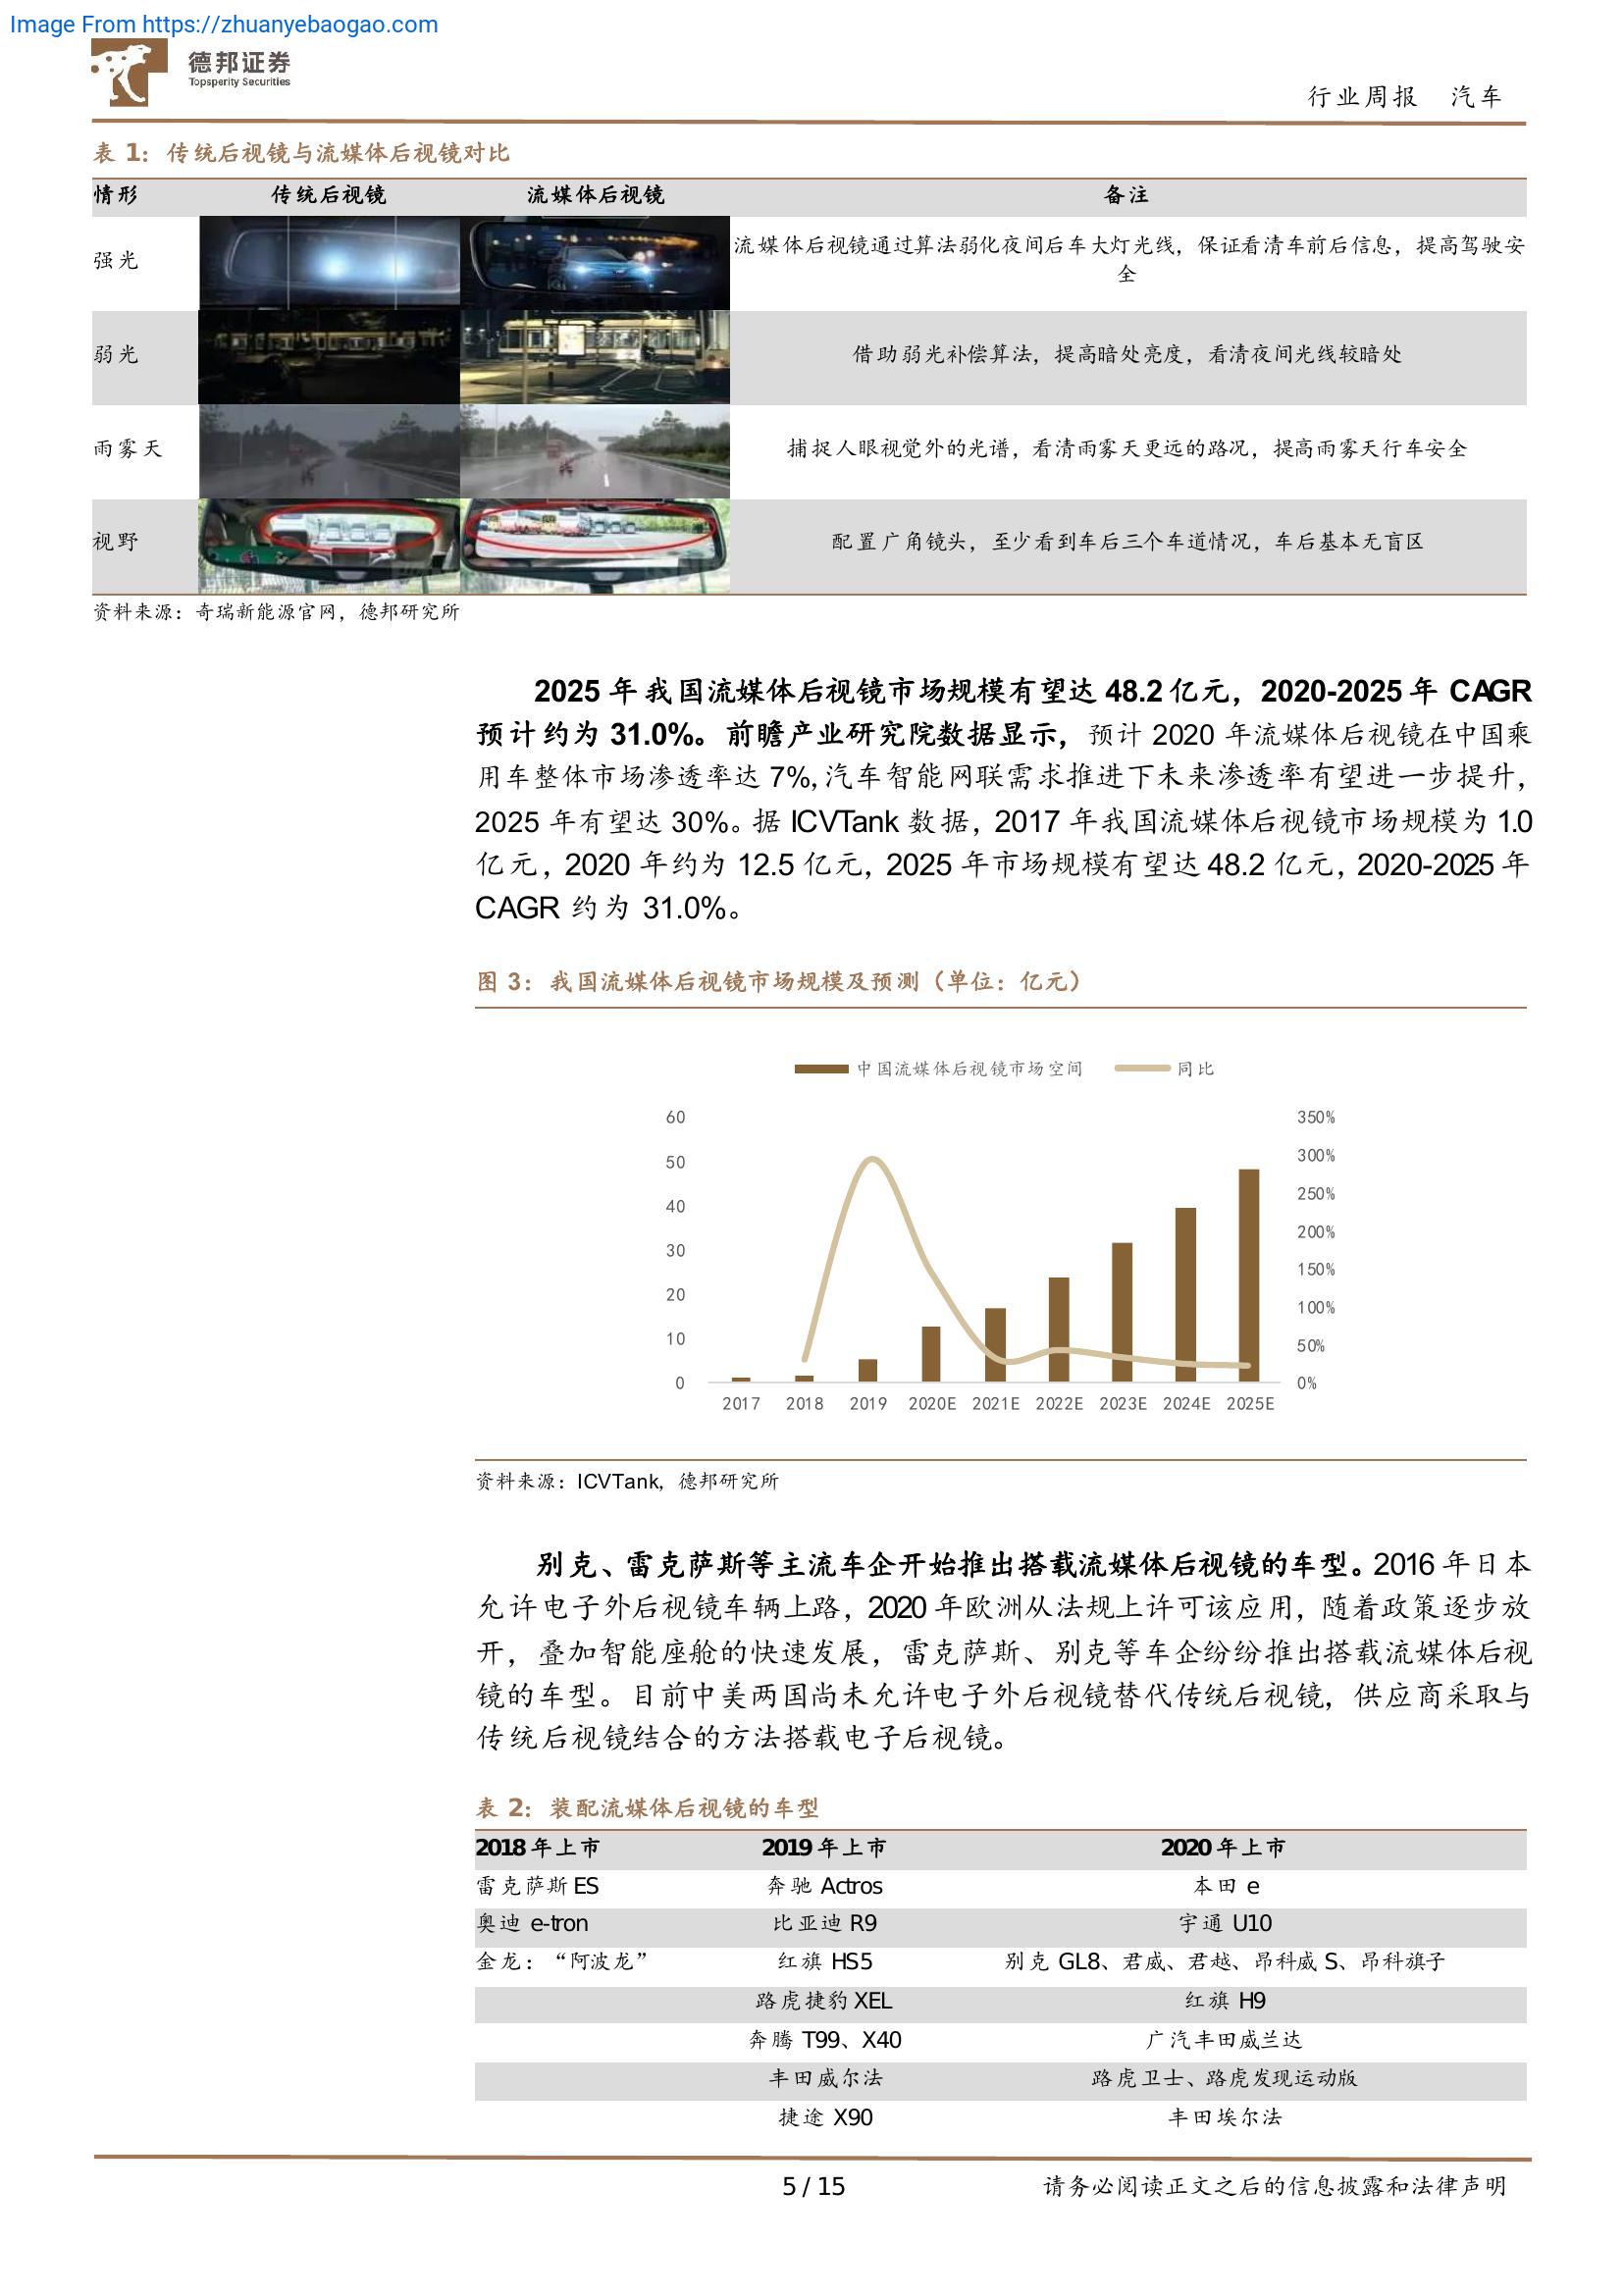 Image From https://zhuanyebaogao.com
德邦证券
Topsperity Securities
行业周报 汽车
表 1：传统后视镜与流媒体后视镜对比
情形 传统后视镜 流媒体后视镜 备注
强光 流媒体后视镜通过算法弱化夜间后车大灯光线，保证看清车前后信息，提高驾驶安
全
弱光 借助弱光补偿算法，提高暗处亮度，看清夜间光线较暗处
雨雾天 捕捉人眼视觉外的光谱，看清雨雾天更远的路况，提高雨雾天行车安全
视野 配置广角镜头，至少看到车后三个车道情况，车后基本无盲区
资料来源：奇瑞新能源官网，德邦研究所
2025 年我国流媒体后视镜市场规模有望达 48.2 亿元，2020-2025 年 CAGR
预计约为 31.0%。前瞻产业研究院数据显示，预计 2020 年流媒体后视镜在中国乘
用车整体市场渗透率达 7%,汽车智能网联需求推进下未来渗透率有望进一步提升，
2025 年有望达 30%。据 ICVTank 数据，2017 年我国流媒体后视镜市场规模为 1.0
亿元，2020 年约为 12.5 亿元，2025 年市场规模有望达 48.2 亿元，2020-2025 年
CAGR 约为 31.0%。
图 3：我国流媒体后视镜市场规模及预测（单位：亿元）
中国流媒体后视镜市场空间 同比
60 350%
50 300%
40 250%
30 200%
20 150%
10 100%
0 50%
0%
2017 2018 2019 2020E 2021E 2022E 2023E 2024E 2025E
资料来源：ICVTank，德邦研究所
别克、雷克萨斯等主流车企开始推出搭载流媒体后视镜的车型。2016 年日本
允许电子外后视镜车辆上路，2020 年欧洲从法规上许可该应用，随着政策逐步放
开，叠加智能座舱的快速发展，雷克萨斯、别克等车企纷纷推出搭载流媒体后视
镜的车型。目前中美两国尚未允许电子外后视镜替代传统后视镜，供应商采取与
传统后视镜结合的方法搭载电子后视镜。
表 2：装配流媒体后视镜的车型
2018 年上市 2019 年上市 2020 年上市
雷克萨斯 ES 奔驰 Actros 本田 e
奥迪 e-tron 比亚迪 R9 宇通 U10
金龙：“阿波龙” 红旗 HS5 别克 GL8、君威、君越、昂科威 S、昂科旗子
路虎捷豹 XEL 红旗 H9
奔腾 T99、X40 广汽丰田威兰达
丰田威尔法 路虎卫士、路虎发现运动版
捷途 X90 丰田埃尔法
5 / 15 请务必阅读正文之后的信息披露和法律声明